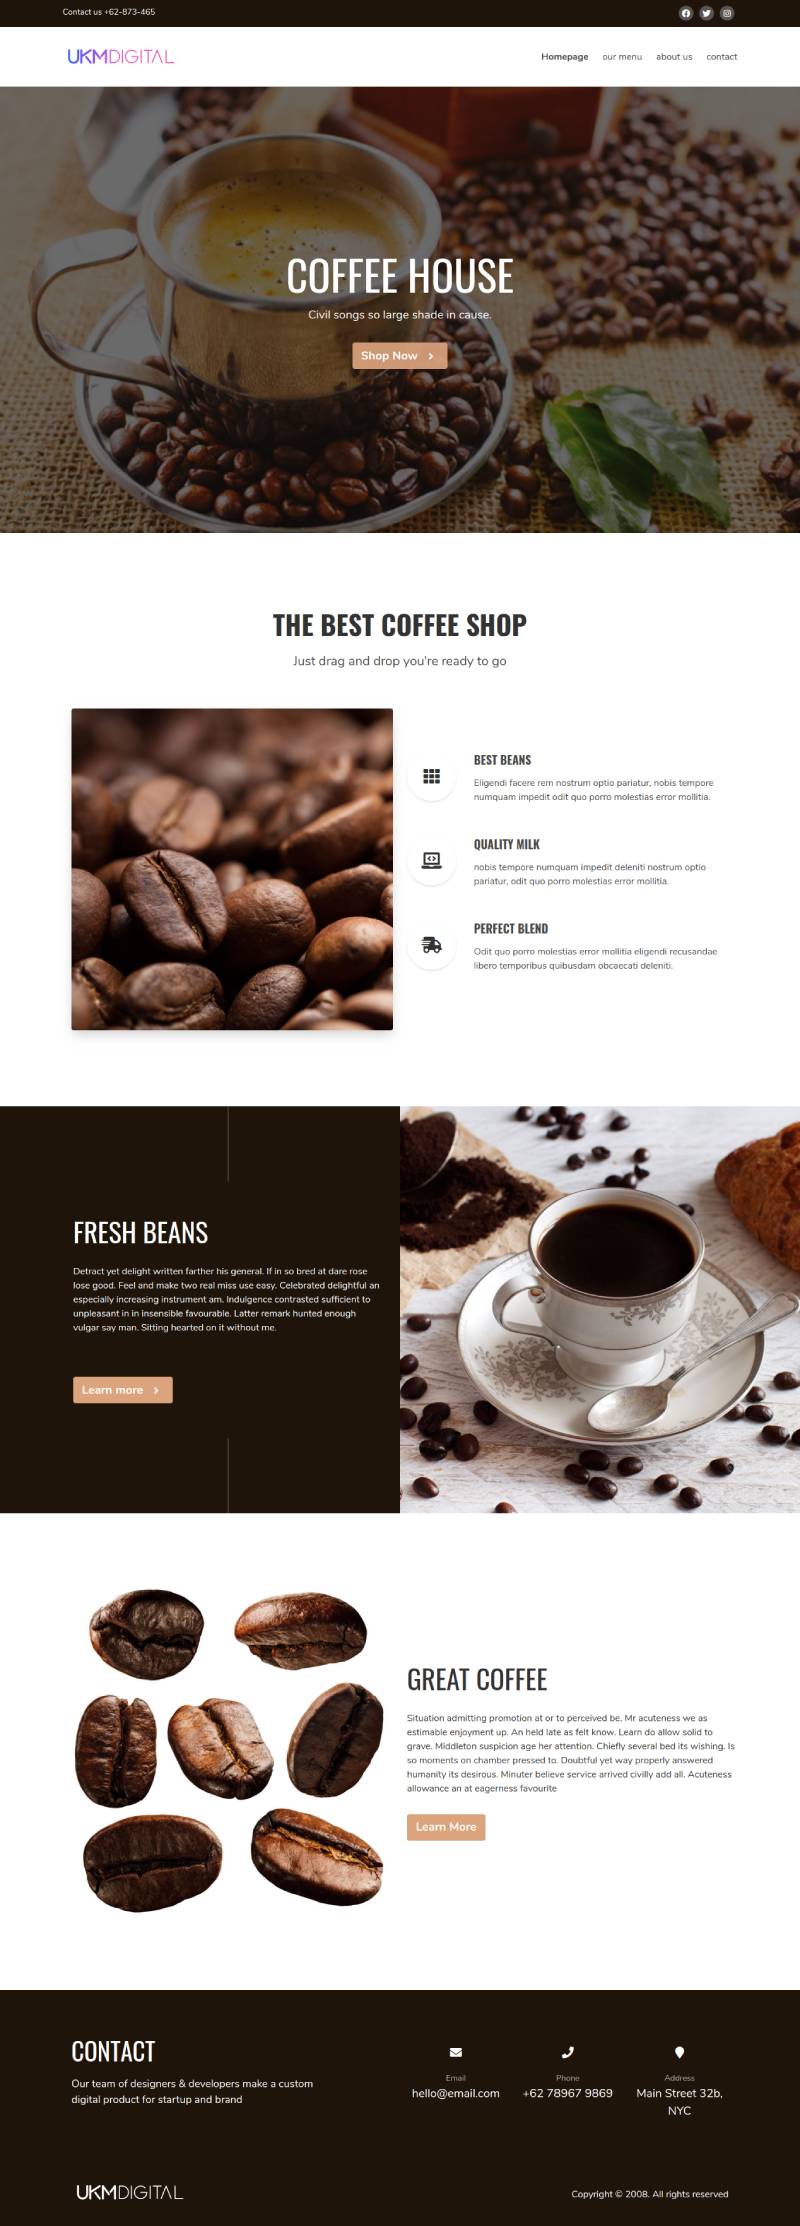 Contact us +62-873-465
UKMDIGITAL
Homepage our menu about us contact
COFFEE HOUSE
Civil songs so large shade in cause.
Shop Now
THE BEST COFFEE SHOP
Just drag and drop you're ready to go
BEST BEANS
Eligendi facere rem nostrum optio pariatur, nobis tempore
numquam impedit odit quo porro molestias error mollitia.
QUALITY MILK
nobis tempore numquam impedit deleniti nostrum optio
pariatur, odit quo porro molestias error mollitia.
PERFECT BLEND
Odit quo porro molestias error mollitia eligendi recusandae
libero temporibus quibusdam obcaecati deleniti.
FRESH BEANS
Detract yet delight written farther his general. If in so bred at dare rose
lose good. Feel and make two real miss use easy. Celebrated delightful an
especially increasing instrument am. Indulgence contrasted sufficient to
unpleasant in in insensible favourable. Latter remark hunted enough
vulgar say man. Sitting hearted on it without me.
Learn more
GREAT COFFEE
Situation admitting promotion at or to perceived be. Mr acuteness we as
estimable enjoyment up. An held late as felt know. Learn do allow solid to
grave. Middleton suspicion age her attention. Chiefly several bed its wishing. Is
so moments on chamber pressed to. Doubtful yet way properly answered
humanity its desirous. Minuter believe service arrived civilly add all. Acuteness
allowance an at eagerness favourite
Learn More
CONTACT
Our team of designers & developers make a custom
digital product for startup and brand
Email
hello@email.com
Phone
+62 78967 9869
Address
Main Street 32b,
NYC
UKMDIGITAL
Copyright © 2008. All rights reserved